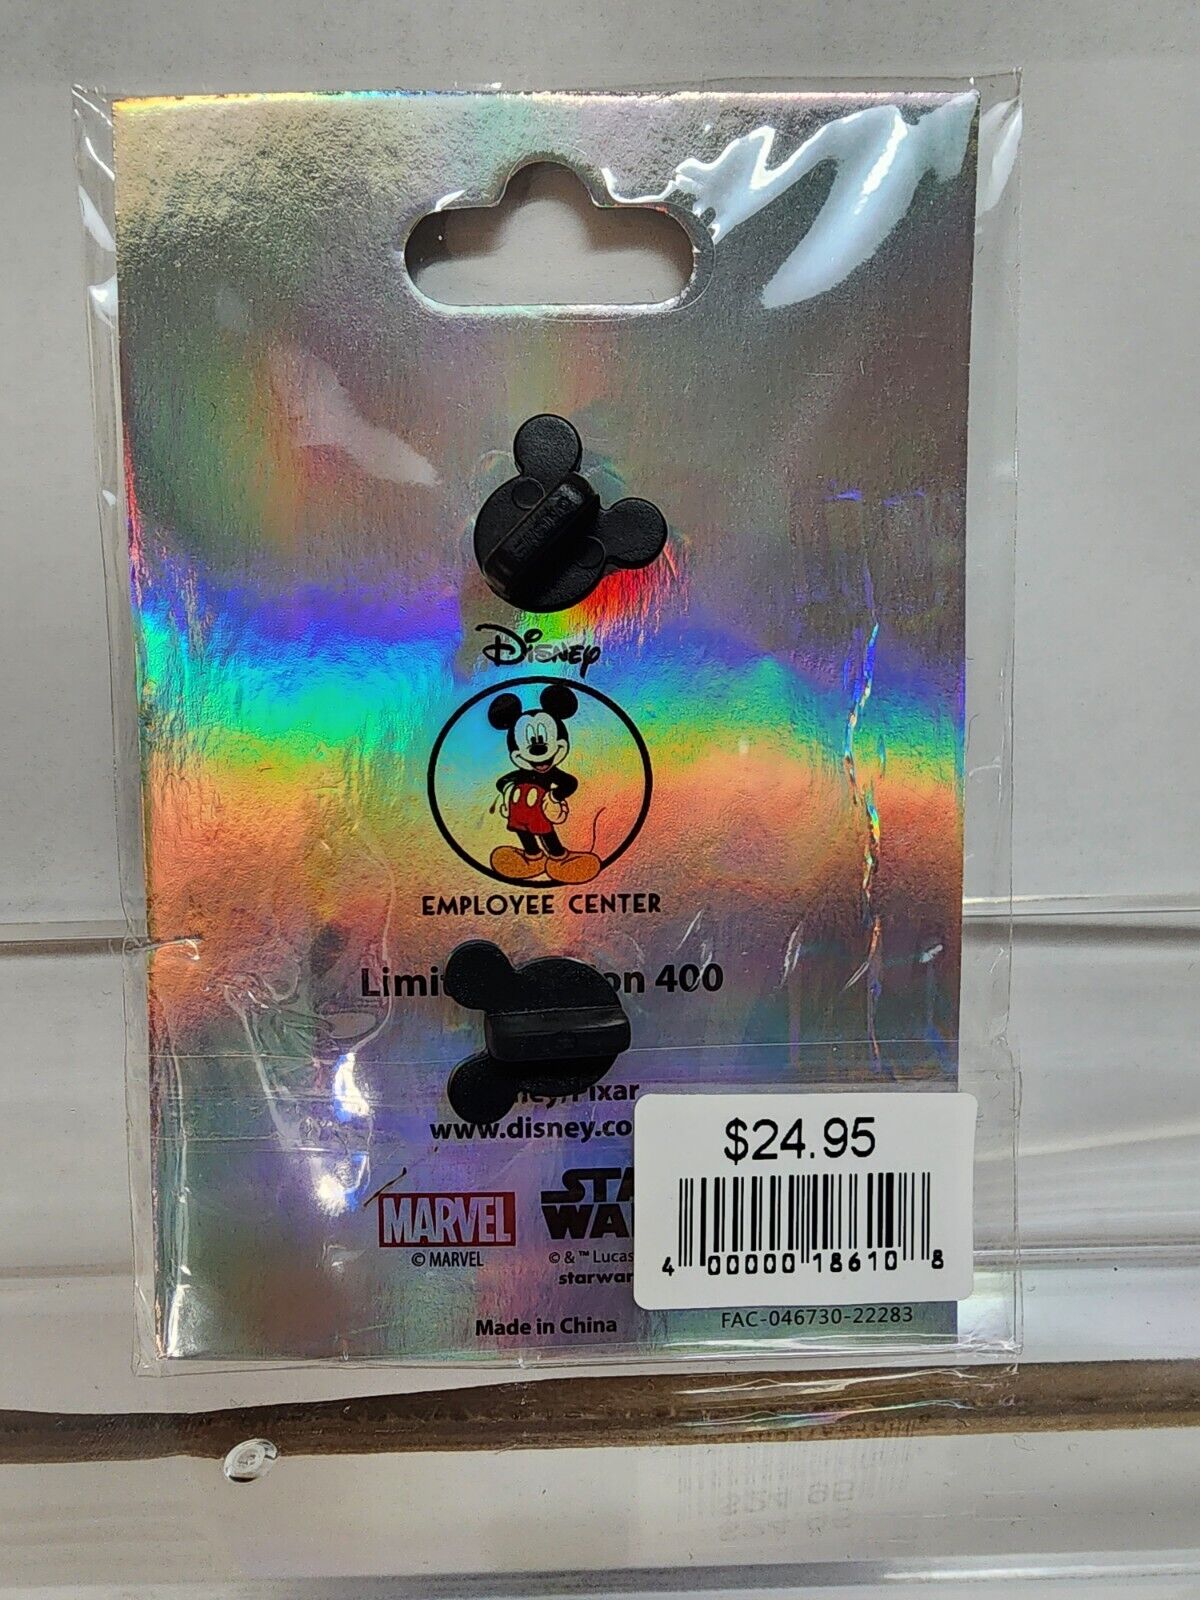 Disney
EMPLOYEE CENTER
Limit on 400
ney/Pixar
www.disney.co
$24.95
MARVEL
STA
WA
© MARVEL
© & ™ Lucas
starwar
4 00000 18610 8
Made in China
FAC-046730-22283